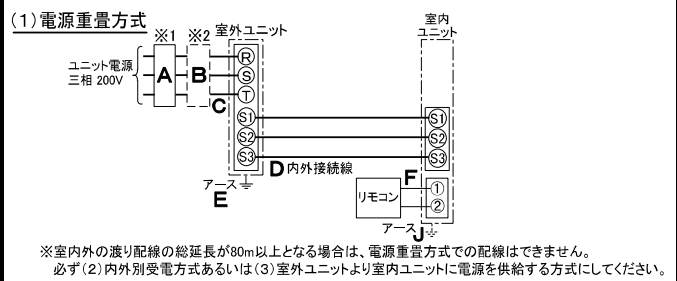 (1)電源重畳方式
※1 ※2 室外ユニット
室内
ユニット
ユニット電源
三相 200V
A
B
C
R
S
T
S1
S2
S3
S1
S2
S3
D 内外接続線
アース
E
リモコン
F
①
②
アース J
※室内外の渡り配線の総延長が80m以上となる場合は、電源重畳方式での配線はできません。
必ず(2)内外別受電方式あるいは(3)室外ユニットより室内ユニットに電源を供給する方式にしてください。